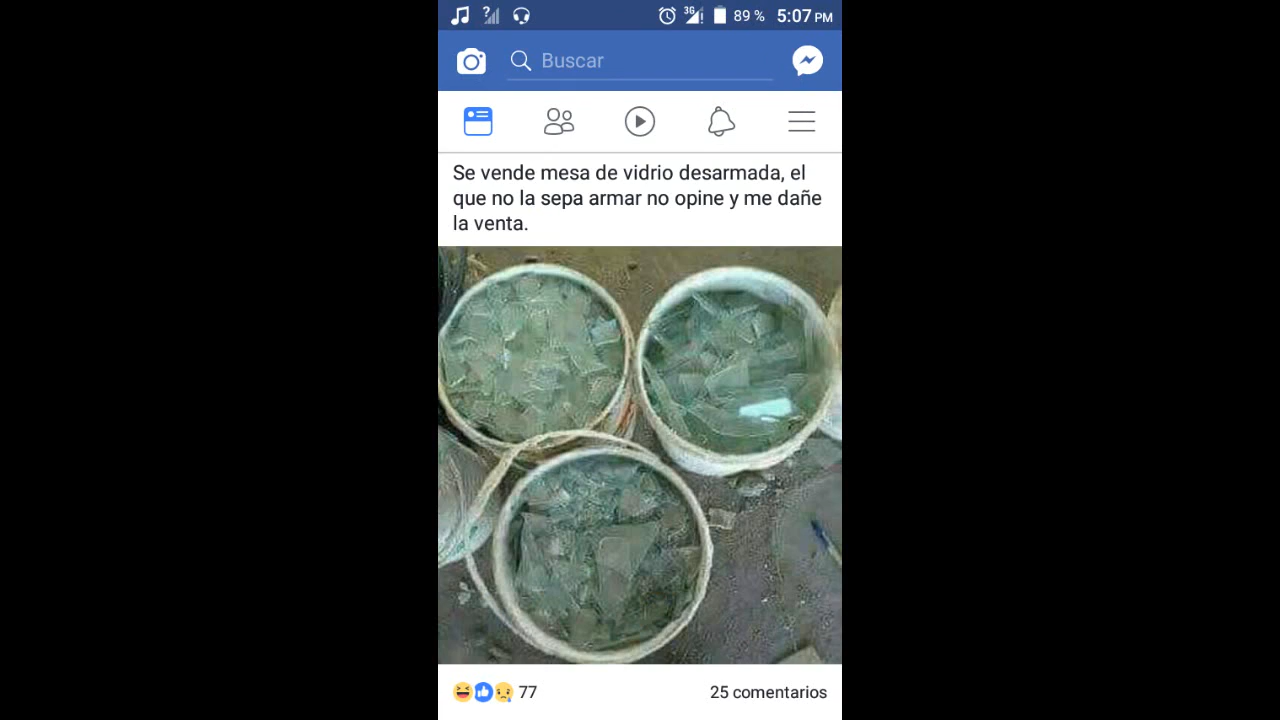 3G 89 % 5:07 PM
Buscar
Se vende mesa de vidrio desarmada, el
que no la sepa armar no opine y me dañe
la venta.
77 25 comentarios